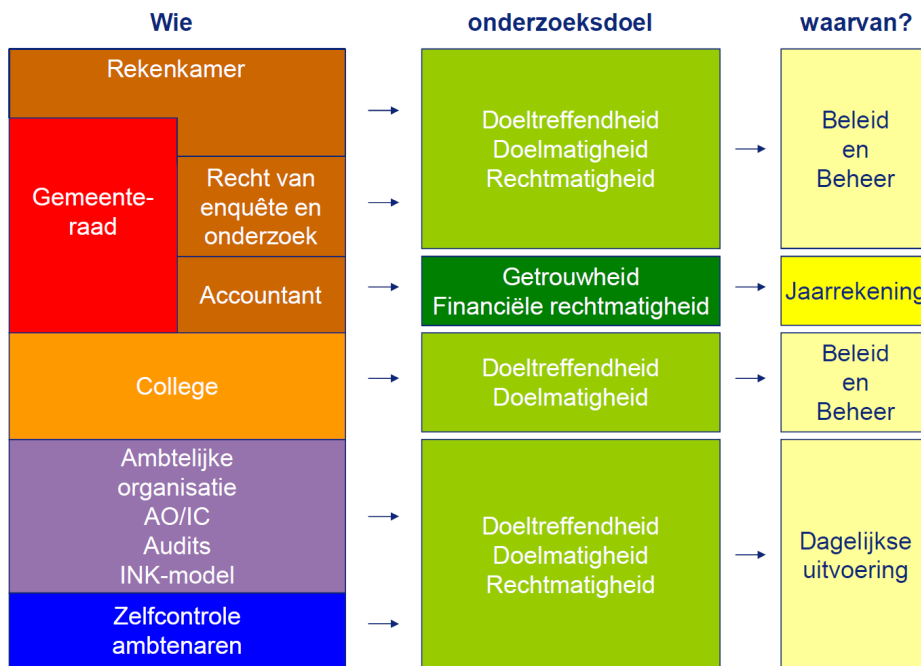 Wie
onderzoeksdoel
waarvan?
Rekenkamer
Gemeente-
raad
Recht van
enquête en
onderzoek
Accountant
College
Ambtelijke
organisatie
AO/IC
Audits
INK-model
Zelfcontrole
ambtenaren
Doeltreffendheid
Doelmatigheid
Rechtmatigheid
Getrouwheid
Financiële rechtmatigheid
Doeltreffendheid
Doelmatigheid
Doeltreffendheid
Doelmatigheid
Rechtmatigheid
Beleid
en
Beheer
Jaarrekening
Beleid
en
Beheer
Dagelijkse
uitvoering